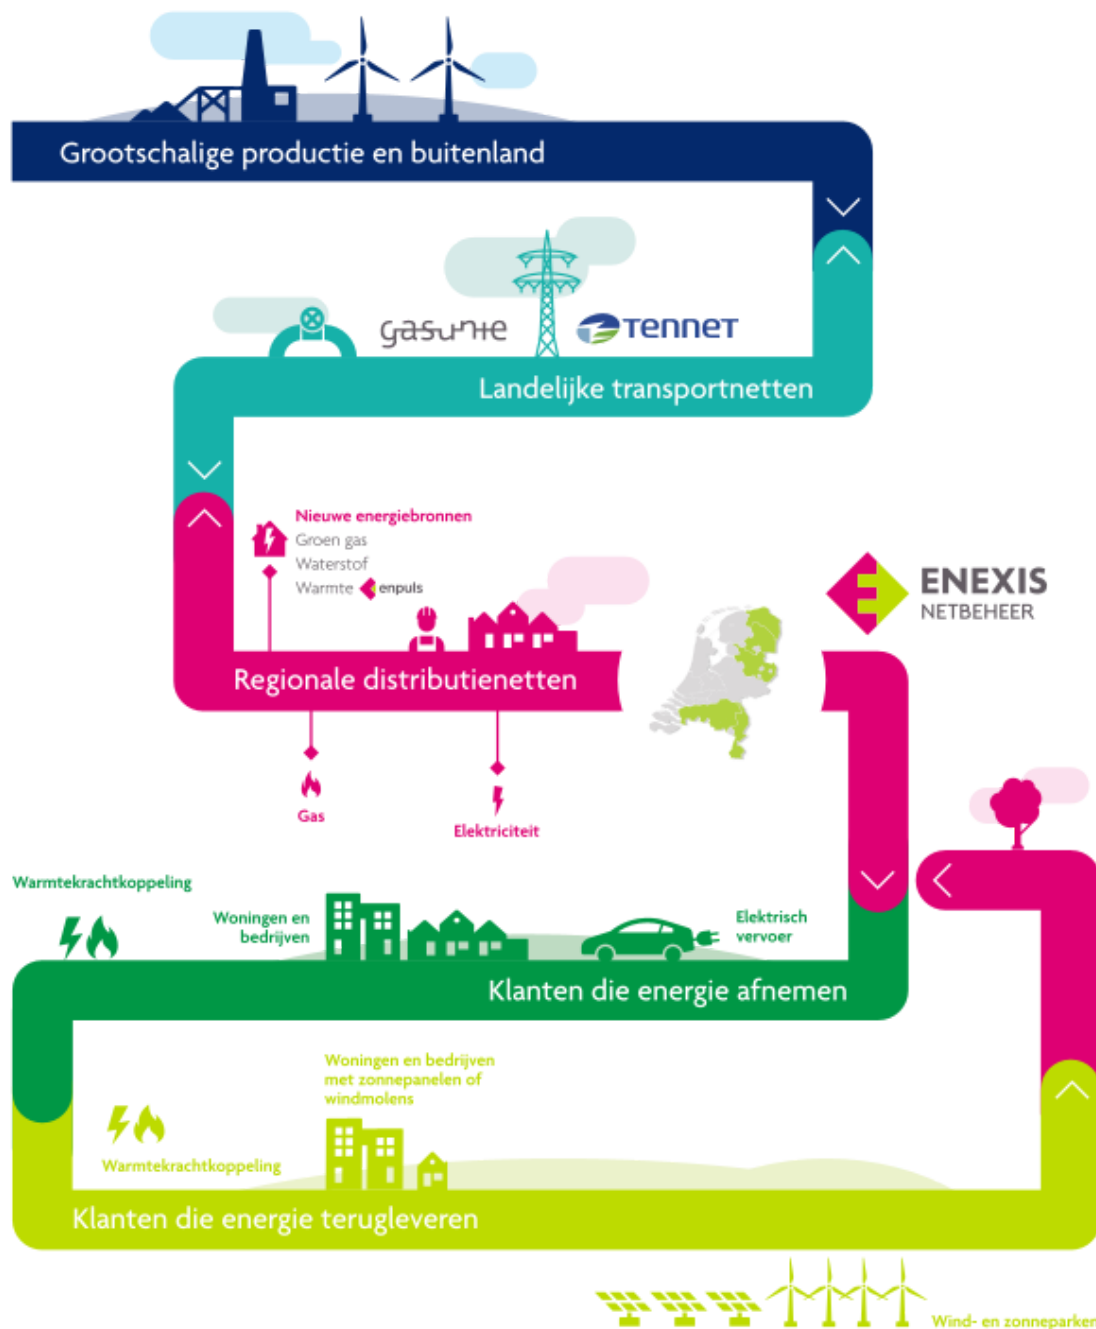 Grootschalige productie en buitenland
gasunie
TENNET
Landelijke transportnetten
Nieuwe energiebronnen
Groen gas
Waterstof
Warmte enpuls
ENEXIS
NETBEHEER
Regionale distributienetten
Gas
Elektriciteit
Warmtekrachtkoppeling
Woningen en
bedrijven
Elektrisch
vervoer
Klanten die energie afnemen
Woningen en bedrijven
met zonnepanelen of
windmolens
Warmtekrachtkoppeling
Klanten die energie terugleveren
Wind- en zonneparken